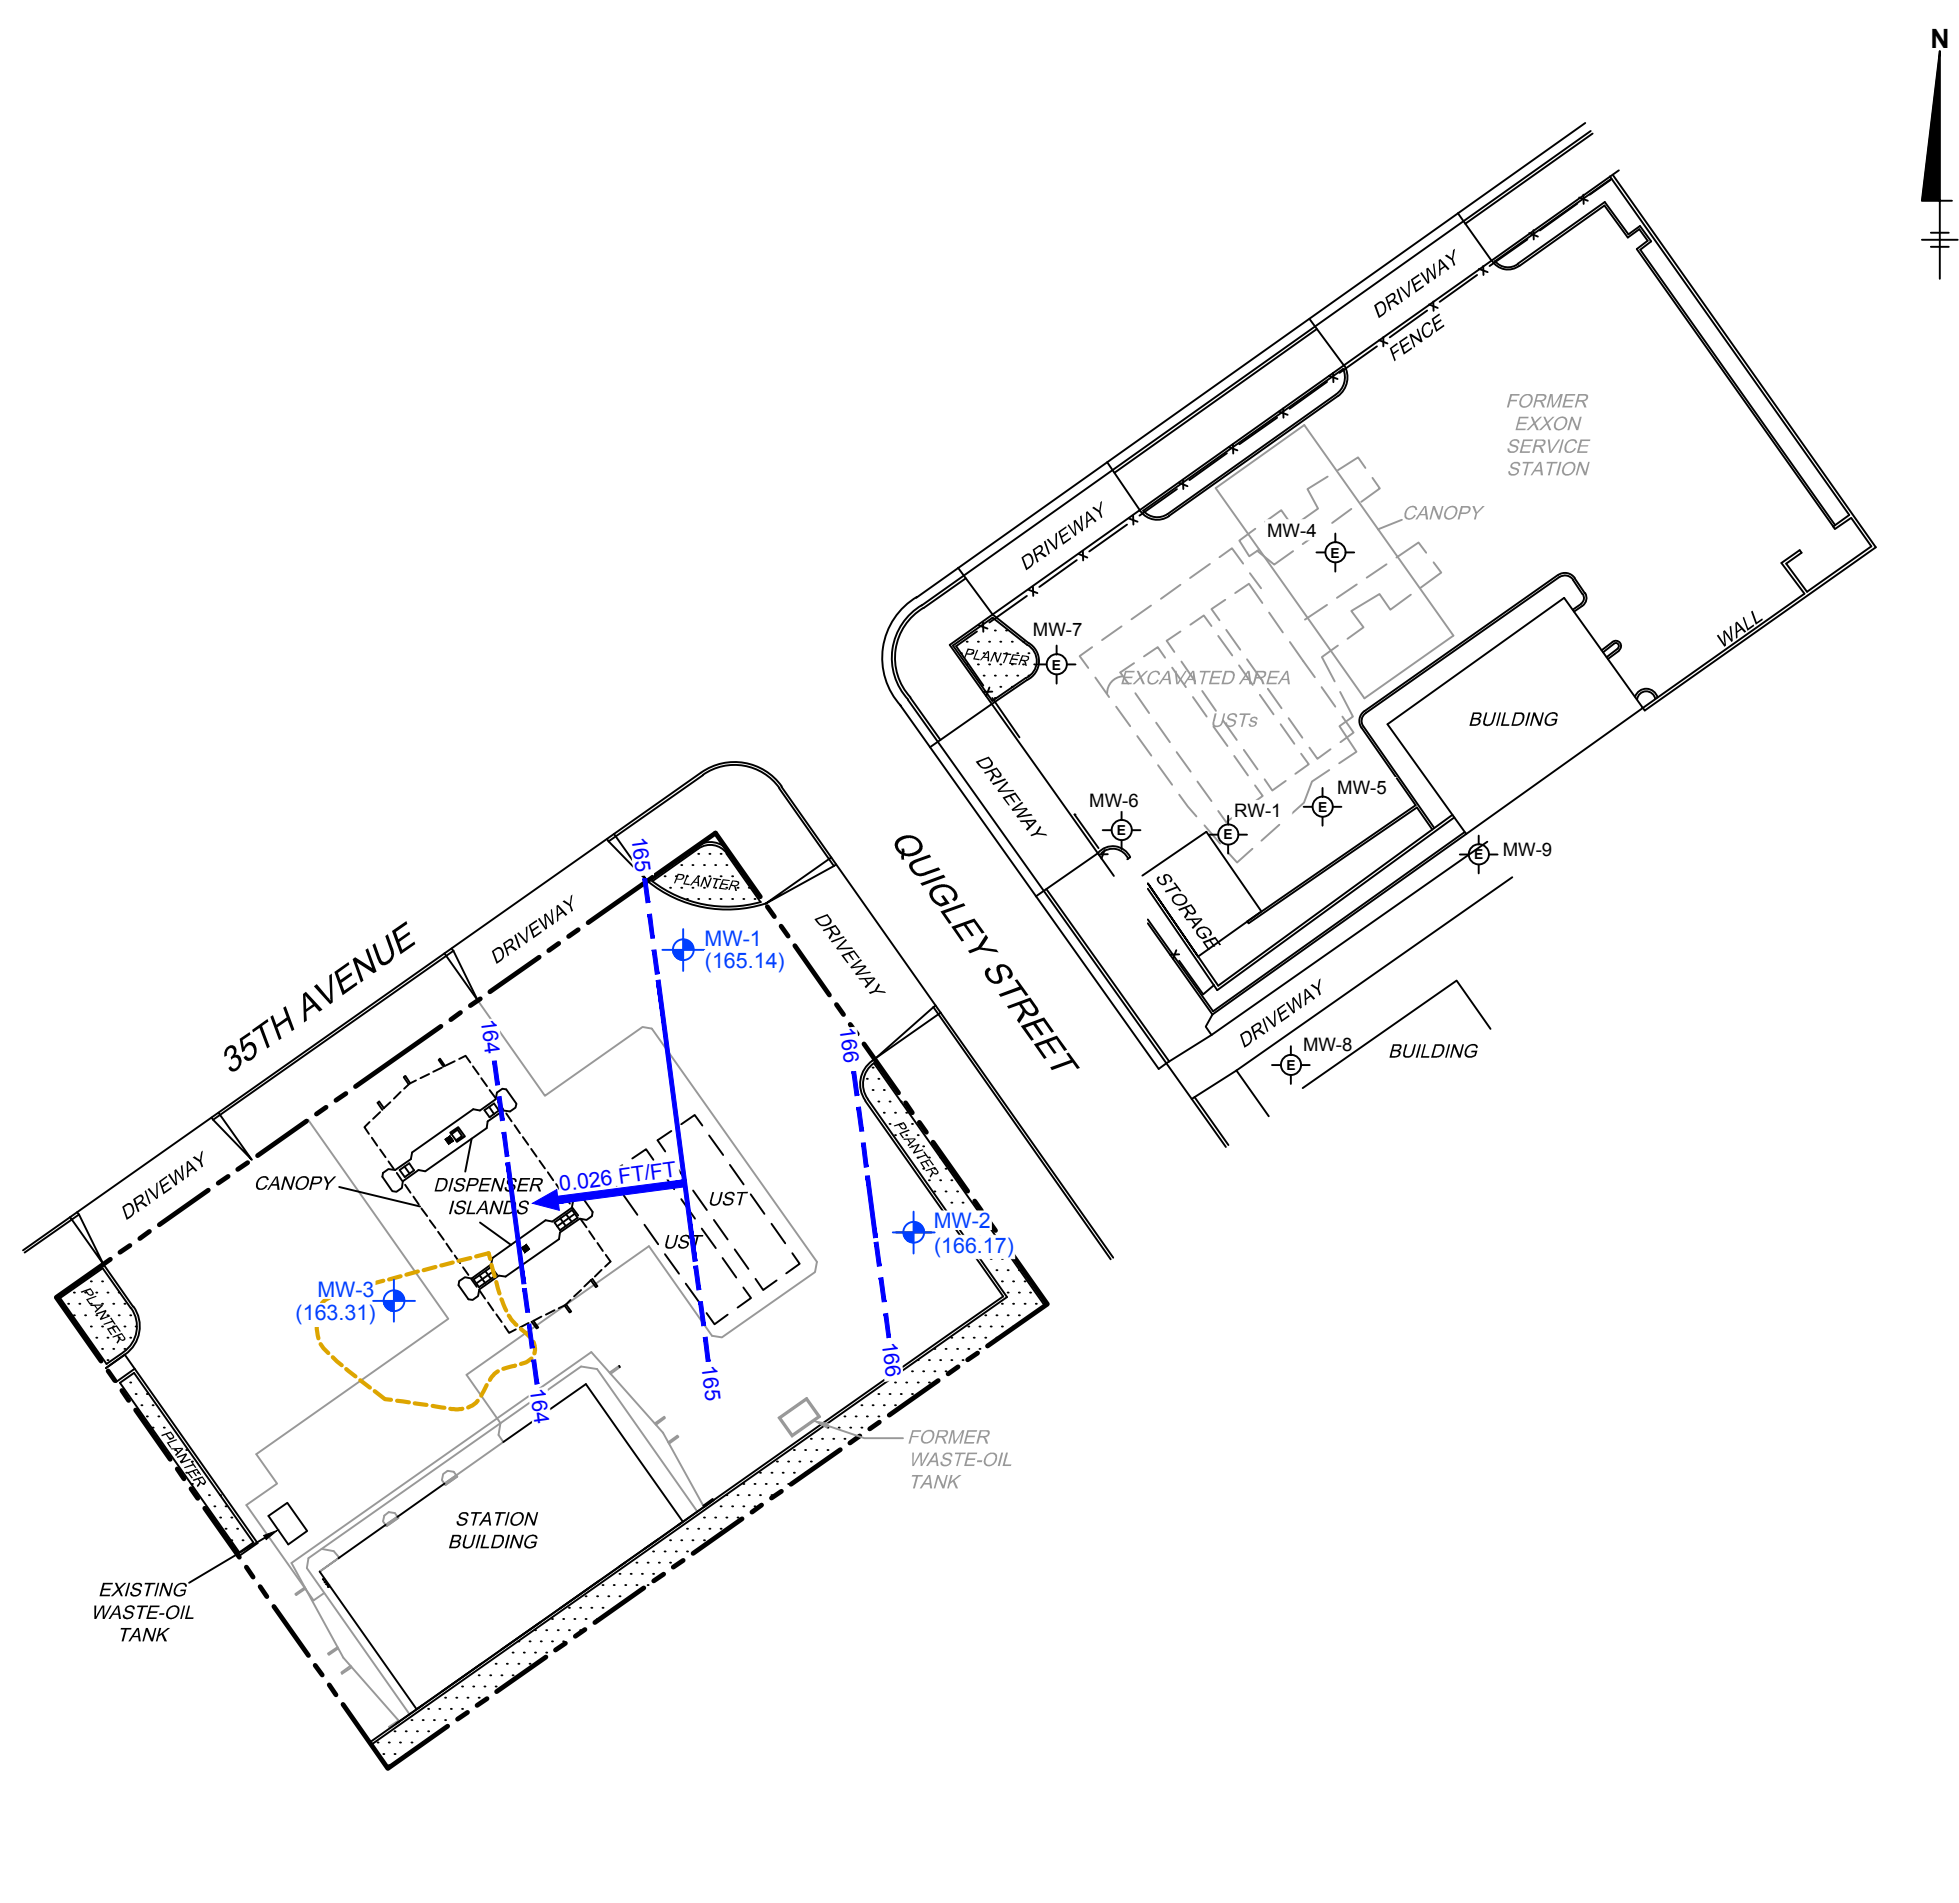 N
DRIVEWAY
FENCE
FORMER
EXXON
SERVICE
STATION
CANOPY
MW-4
E
DRIVEWAY
MW-7
E
PLANTER
EXCAVATED AREA
USTs
WALL
BUILDING
DRIVEWAY
MW-6
E
RW-1
E
MW-5
E
MW-9
E
STORAGE
QUIGLEY STREET
DRIVEWAY
MW-8
E
BUILDING
165
PLANTER
DRIVEWAY
MW-1
(165.14)
DRIVEWAY
35TH AVENUE
164
166
PLANTER
DRIVEWAY
CANOPY
DISPENSER
ISLANDS
0.026 FT/FT
UST
UST
MW-2
(166.17)
MW-3
(163.31)
PLANTER
166
165
164
PLANTER
FORMER
WASTE-OIL
TANK
STATION
BUILDING
EXISTING
WASTE-OIL
TANK